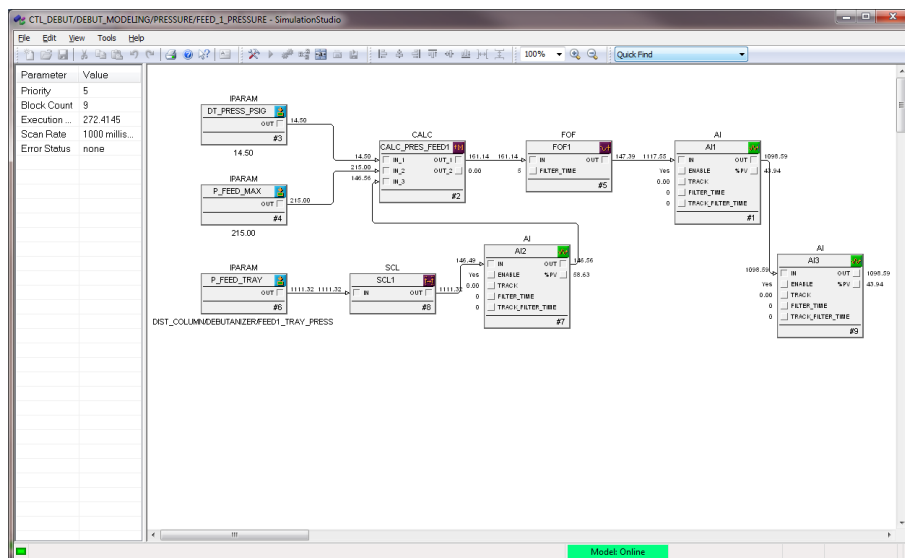 CTL_DEBUT/DEBUT_MODELING/PRESSURE/FEED_1_PRESSURE - SimulationStudio
File Edit View Tools Help
100%
Quick Find
Parameter Value
Priority 5
Block Count 9
Execution ... 272.4145
Scan Rate 1000 millis...
Error Status none
IPARAM
DT_PRESS_PSIG
OUT 14.50
#3
14.50
IPARAM
P_FEED_MAX
OUT 215.00
#4
215.00
IPARAM
P_FEED_TRAY
OUT 1111.32
#6
DIST_COLUMN/DEBUTANIZER/FEED1_TRAY_PRESS
SCL
SCL1
1111.32 IN OUT 1111.32
#8
CALC
CALC_PRES_FEED1
14.50 IN_1 OUT_1 161.14
215.00 IN_2 OUT_2 0.00
146.56 IN_3
#2
FOF
FOF1
161.14 IN OUT 147.39
5 FILTER_TIME
#5
AI
AI1
1117.55 IN OUT 1098.59
Yes ENABLE %PV 43.94
0.00 TRACK
0 FILTER_TIME
0 TRACK_FILTER_TIME
#1
AI
AI2
146.49 IN OUT 146.56
Yes ENABLE %PV 58.63
0.00 TRACK
0 FILTER_TIME
0 TRACK_FILTER_TIME
#7
AI
AI3
1098.59 IN OUT 1098.59
Yes ENABLE %PV 43.94
0.00 TRACK
0 FILTER_TIME
0 TRACK_FILTER_TIME
#9
Model: Online